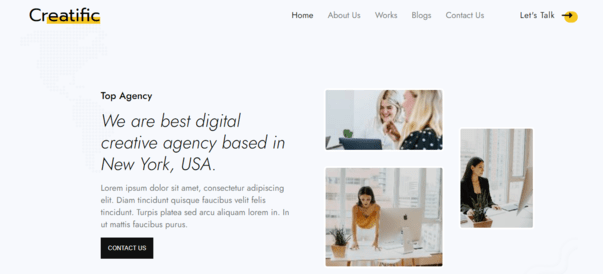 Creatific
Home About Us Works Blogs Contact Us Let's Talk
Top Agency
We are best digital
creative agency based in
New York, USA.
Lorem ipsum dolor sit amet, consectetur adipiscing
elit. Diam tincidunt quisque faucibus velit felis
tincidunt. Turpis platea sed arcu aliquam lorem in. In
ut mattis faucibus purus.
CONTACT US